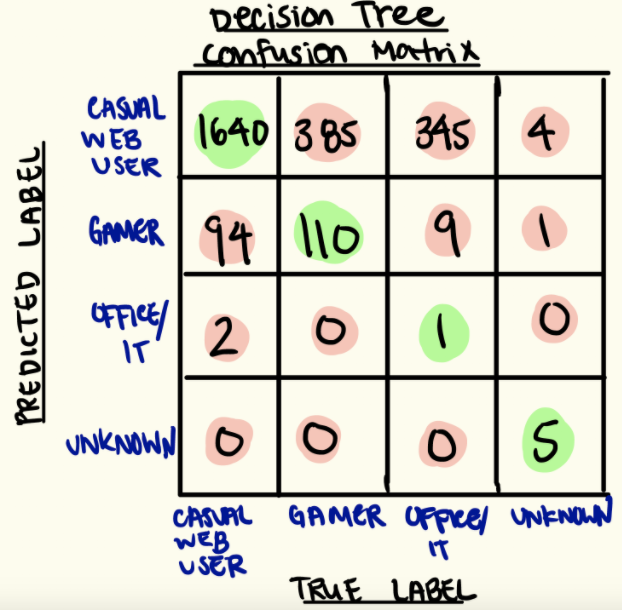 Decision Tree
Confusion Matrix
PREDICTED LABEL
CASUAL
WEB
USER
1640 385 345 4
GAMER
94 110 9 1
OFFICE/
IT
2 0 1 0
UNKNOWN
0 0 0 5
CASUAL
WEB
USER
GAMER
OFFICE/
IT
UNKNOWN
TRUE LABEL